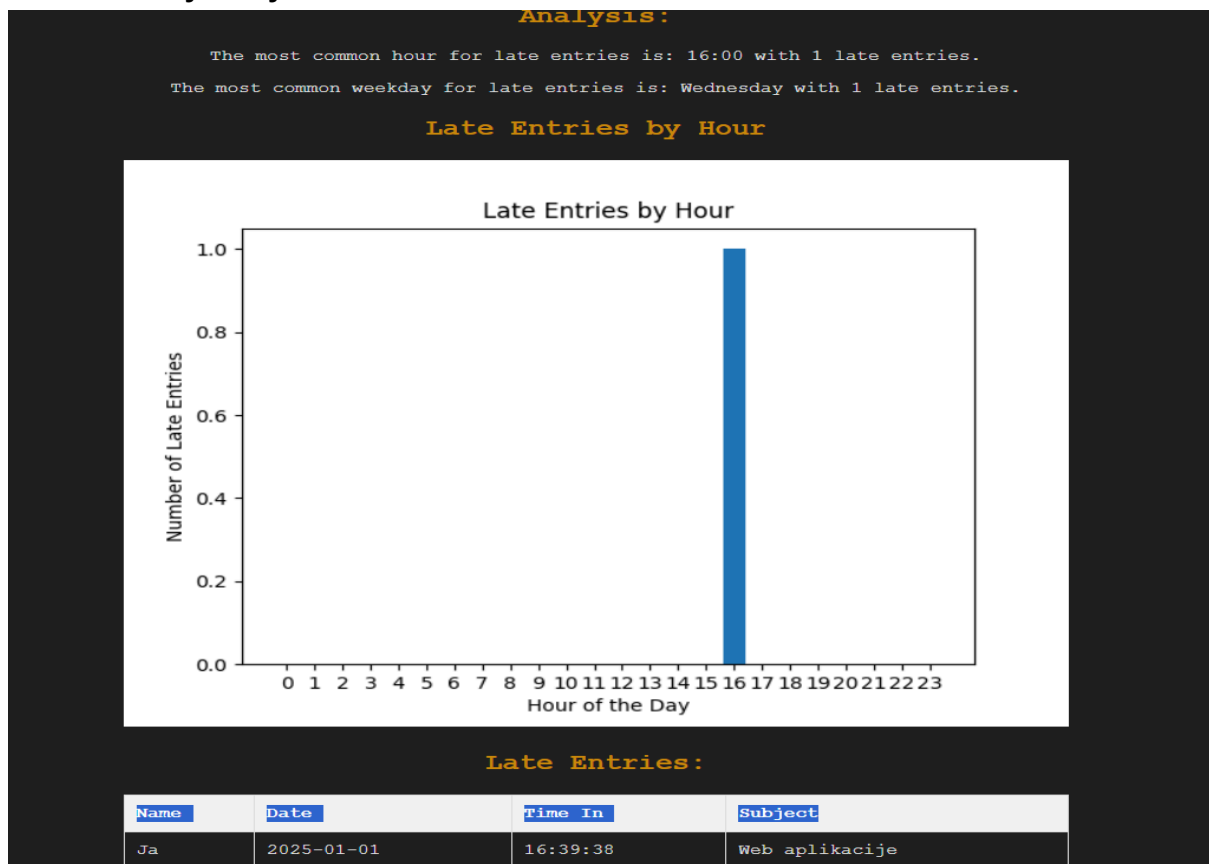 Analysis:
The most common hour for late entries is: 16:00 with 1 late entries.
The most common weekday for late entries is: Wednesday with 1 late entries.
Late Entries by Hour
Late Entries by Hour
1.0
0.8
0.6
0.4
0.2
0.0
Number of Late Entries
0 1 2 3 4 5 6 7 8 9 10 11 12 13 14 15 16 17 18 19 20 21 22 23
Hour of the Day
Late Entries:
Name Date Time In Subject
Ja 2025-01-01 16:39:38 Web aplikacije